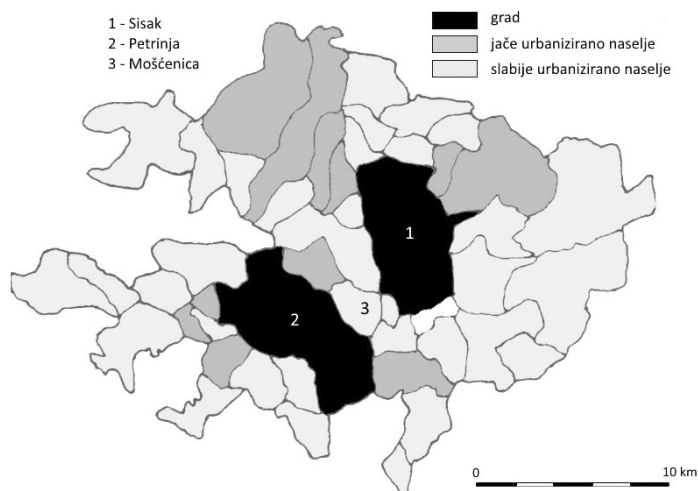 1 - Sisak
2 - Petrinja
3 - Mošćenica
grad
jače urbanizirano naselje
slabije urbanizirano naselje
1
2
3
0 10 km